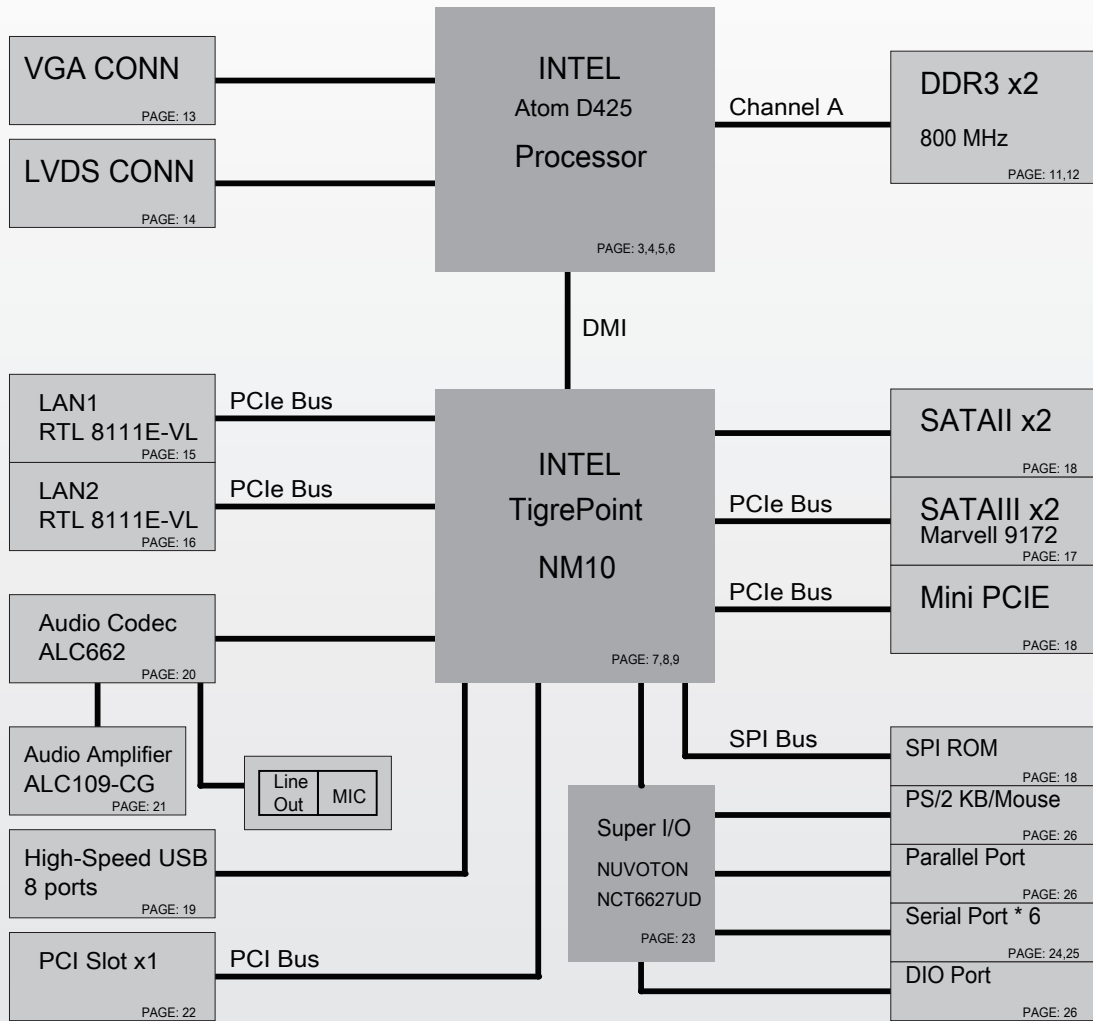 VGA CONN
PAGE: 13
LVDS CONN
PAGE: 14
INTEL
Atom D425
Processor
PAGE: 3,4,5,6
Channel A
DDR3 x2
800 MHz
PAGE: 11,12
DMI
LAN1
RTL 8111E-VL
PAGE: 15
PCIe Bus
LAN2
RTL 8111E-VL
PAGE: 16
PCIe Bus
INTEL
TigrePoint
NM10
PAGE: 7,8,9
SATAII x2
PAGE: 18
PCIe Bus
SATAIII x2
Marvell 9172
PAGE: 17
PCIe Bus
Mini PCIE
PAGE: 18
Audio Codec
ALC662
PAGE: 20
Audio Amplifier
ALC109-CG
PAGE: 21
Line
Out
MIC
High-Speed USB
8 ports
PAGE: 19
PCI Slot x1
PAGE: 22
PCI Bus
SPI Bus
SPI ROM
PAGE: 18
Super I/O
NUVOTON
NCT6627UD
PAGE: 23
PS/2 KB/Mouse
PAGE: 26
Parallel Port
PAGE: 26
Serial Port * 6
PAGE: 24,25
DIO Port
PAGE: 26